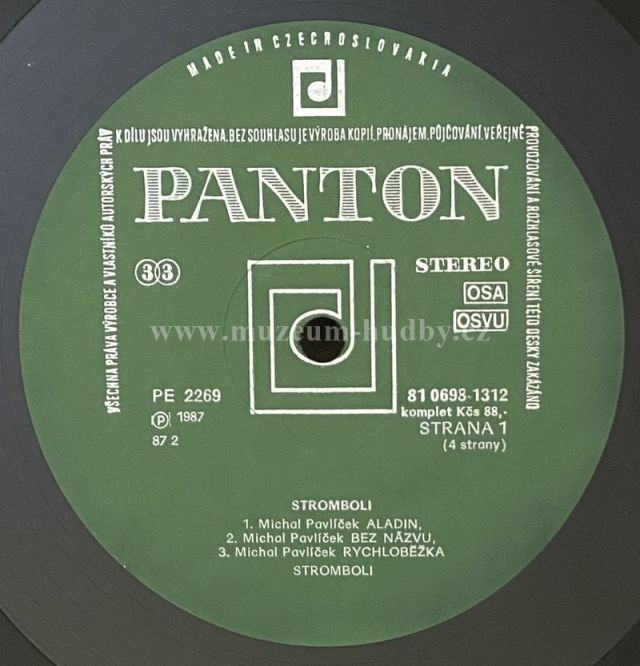 MADE IN CZECHOSLOVAKIA
VŠECHNA PRÁVA VÝROBCE A VLASTNÍKŮ AUTORSKÝCH PRÁV
K DÍLU JSOU VYHRAŽENA. BEZ SOUHLASU JE VÝROBA KOPIÍ, PRONÁJEM, PŮJČOVÁNÍ, VEŘEJNÉ
PROVOZOVÁNÍ A ROZHLASOVÉ ŠÍŘENÍ TÉTO DESKY ZAKÁZÁNO
PANTON
33
STEREO
OSA
OSVU
www.muzeum-hudby.cz
PE 2269
81 0698-1312
komplet Kčs 88,-
Ⓟ 1987
STRANA 1
87 2
(4 strany)
STROMBOLI
1. Michal Pavlíček ALADIN,
2. Michal Pavlíček BEZ NÁZVU,
3. Michal Pavlíček RYCHLOBĚŽKA
STROMBOLI